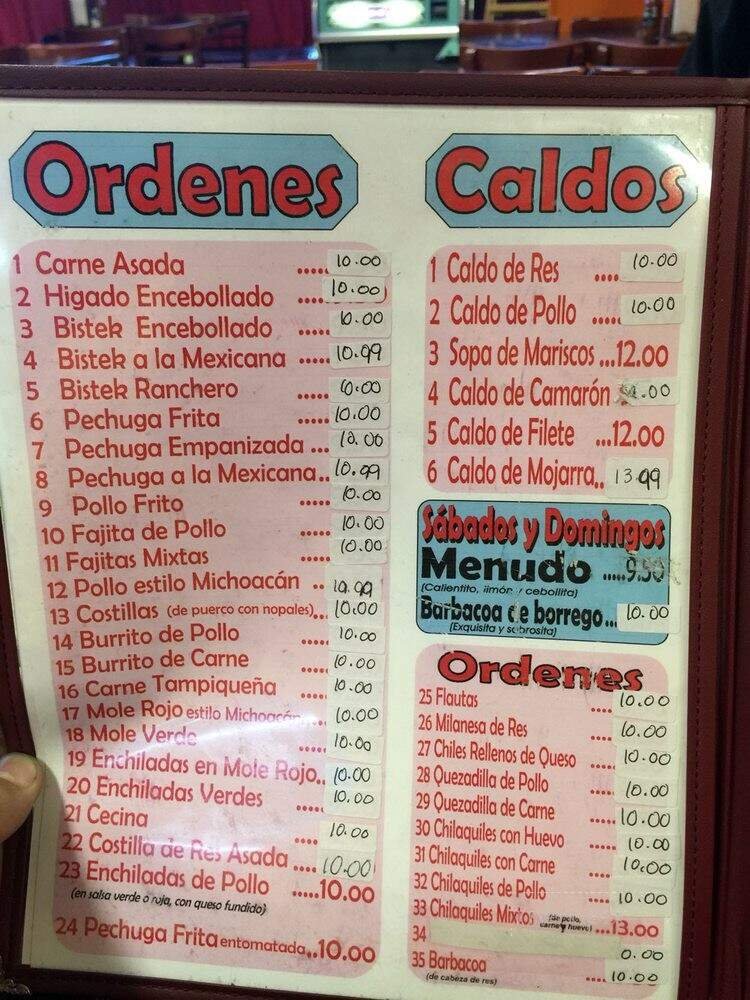 Ordenes
1 Carne Asada ..... 10.00
2 Higado Encebollado .... 10.00
3 Bistek Encebollado ..... 10.00
4 Bistek a la Mexicana ..... 10.99
5 Bistek Ranchero ..... 10.00
6 Pechuga Frita ..... 10.00
7 Pechuga Empanizada ... 10.00
8 Pechuga a la Mexicana.. 10.99
9 Pollo Frito ..... 10.00
10 Fajita de Pollo ..... 10.00
11 Fajitas Mixtas ..... 10.00
12 Pollo estilo Michoacán .. 10.99
13 Costillas (de puerco con nopales)... 10.00
14 Burrito de Pollo ..... 10.00
15 Burrito de Carne ..... 10.00
16 Carne Tampiqueña .... 10.00
17 Mole Rojo estilo Michoacán ... 10.00
18 Mole Verde ..... 10.00
19 Enchiladas en Mole Rojo.. 10.00
20 Enchiladas Verdes ..... 10.00
21 Cecina ..... 10.00
22 Costilla de Res Asada .... 10.00
23 Enchiladas de Pollo .....10.00
(en salsa verde o roja, con queso fundido)
24 Pechuga Frita entomatada..10.00
Caldos
1 Caldo de Res .... 10.00
2 Caldo de Pollo ..... 10.00
3 Sopa de Mariscos ...12.00
4 Caldo de Camarón
5 Caldo de Filete ...12.00
6 Caldo de Mojarra.. 13.99
Sábados y Domingos
Menudo .....9.50
(Calientito, limón y cebollita)
Barbacoa de borrego... 10.00
(Exquisita y sabrosita)
Ordenes
25 Flautas .... 10.00
26 Milanesa de Res .... 10.00
27 Chiles Rellenos de Queso ... 10.00
28 Quezadilla de Pollo .... 10.00
29 Quezadilla de Carne .... 10.00
30 Chilaquiles con Huevo .... 10.00
31 Chilaquiles con Carne .... 10.00
32 Chilaquiles de Pollo .... 10.00
33 Chilaquiles Mixtos (de pollo, carne y huevo) ...13.00
34 0.00
35 Barbacoa .... 10.00
(de cabeza de res)